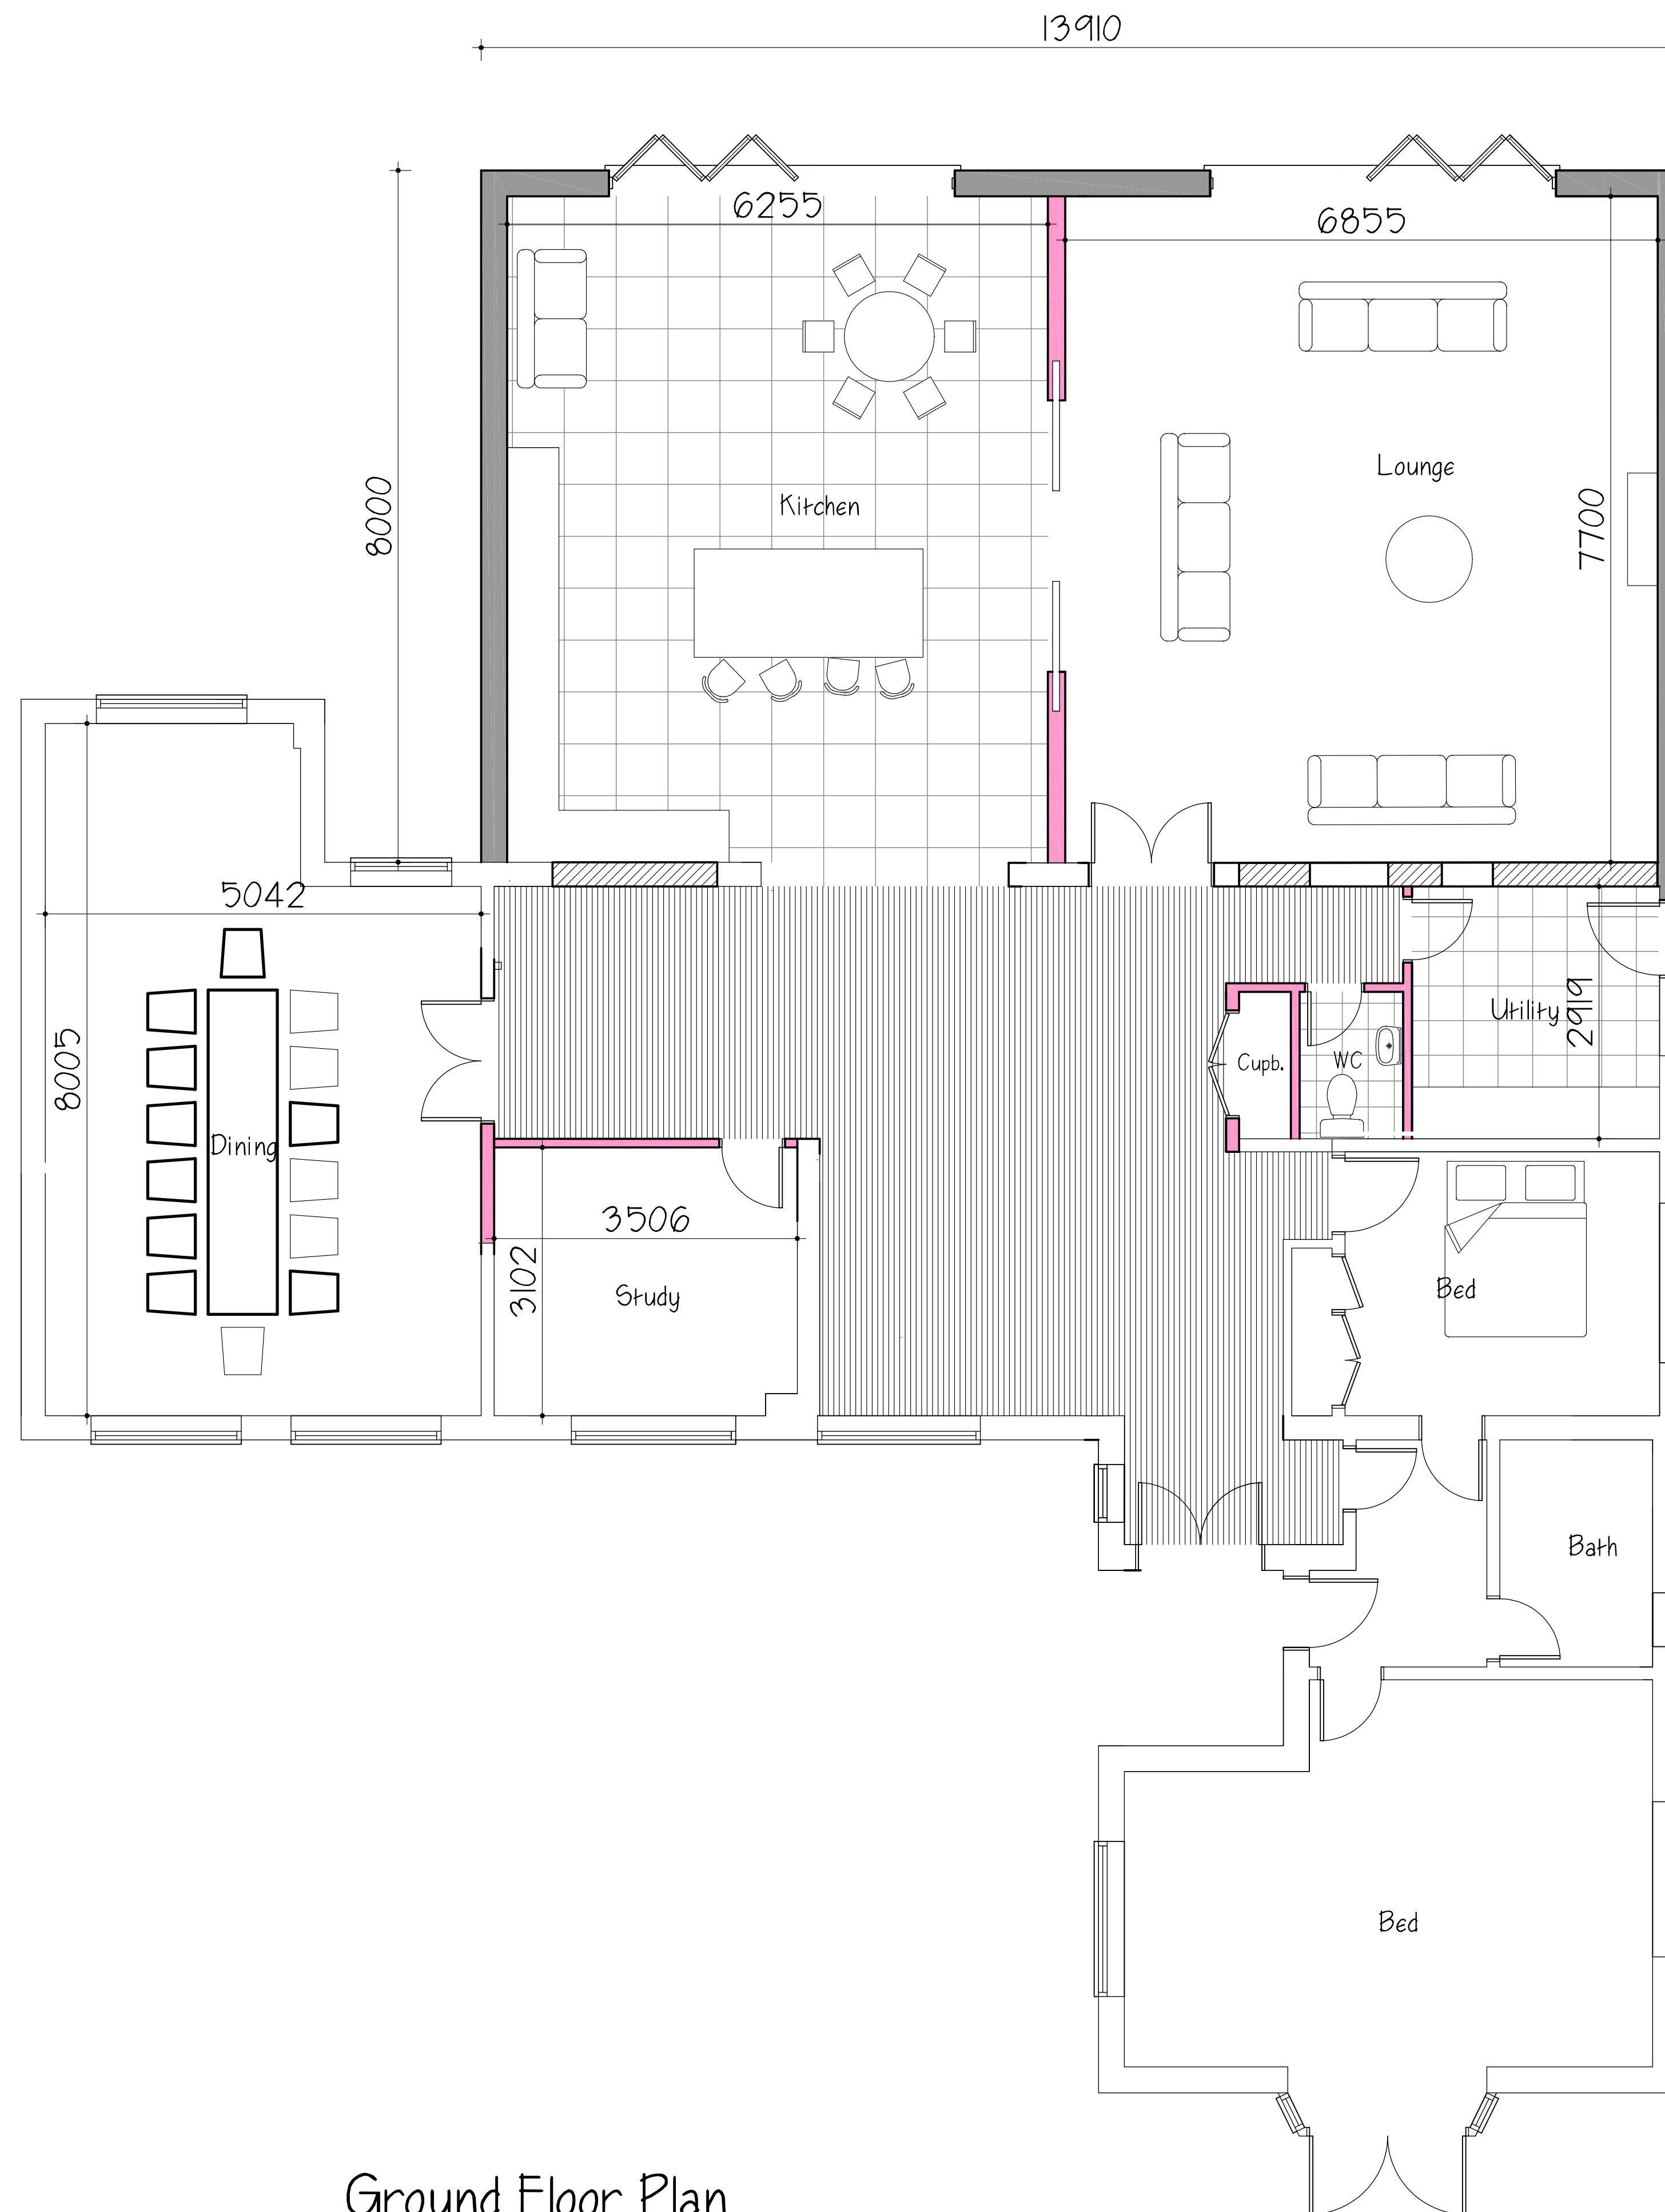 13910
6255
6855
8000
Lounge
Kitchen
7700
5042
Utility
2919
Cupb.
WC
8005
Dining
3506
3102
Study
Bed
Bath
Bed
Ground Floor Plan